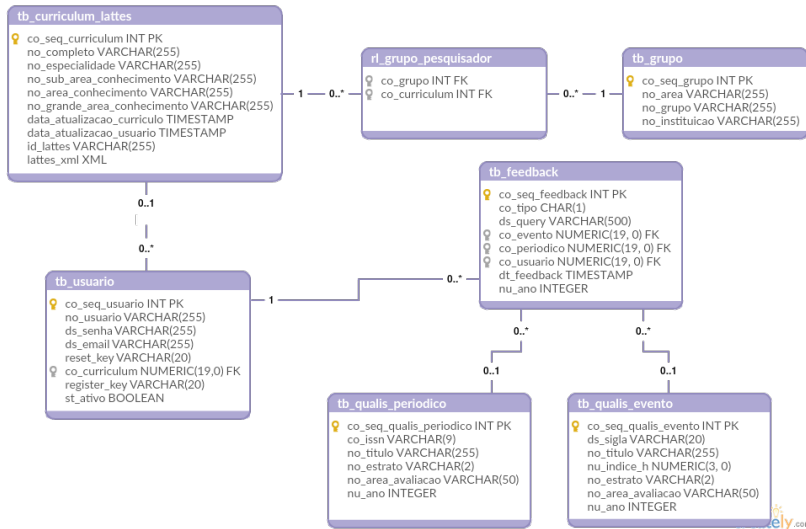 tb_curriculum_lattes
co_seq_curriculum INT PK
no_completo VARCHAR(255)
no_especialidade VARCHAR(255)
no_sub_area_conhecimento VARCHAR(255)
no_area_conhecimento VARCHAR(255)
no_grande_area_conhecimento VARCHAR(255)
data_atualizacao_curriculo TIMESTAMP
data_atualizacao_usuario TIMESTAMP
id_lattes VARCHAR(255)
lattes_xml XML
1
0..*
rl_grupo_pesquisador
co_grupo INT FK
co_curriculum INT FK
0..*
1
tb_grupo
co_seq_grupo INT PK
no_area VARCHAR(255)
no_grupo VARCHAR(255)
no_instituicao VARCHAR(255)
0..1
0..*
tb_feedback
co_seq_feedback INT PK
co_tipo CHAR(1)
ds_query VARCHAR(500)
co_evento NUMERIC(19, 0) FK
co_periodico NUMERIC(19, 0) FK
co_usuario NUMERIC(19, 0) FK
dt_feedback TIMESTAMP
nu_ano INTEGER
tb_usuario
co_seq_usuario INT PK
no_usuario VARCHAR(255)
ds_senha VARCHAR(255)
ds_email VARCHAR(255)
reset_key VARCHAR(20)
co_curriculum NUMERIC(19,0) FK
register_key VARCHAR(20)
st_ativo BOOLEAN
1
0..*
0..*
0..*
0..1
0..1
tb_qualis_periodico
co_seq_qualis_periodico INT PK
co_issn VARCHAR(9)
no_titulo VARCHAR(255)
no_estrato VARCHAR(2)
no_area_avaliacao VARCHAR(50)
nu_ano INTEGER
tb_qualis_evento
co_seq_qualis_evento INT PK
ds_sigla VARCHAR(20)
no_titulo VARCHAR(255)
nu_indice_h NUMERIC(3, 0)
no_estrato VARCHAR(2)
no_area_avaliacao VARCHAR(50)
nu_ano INTEGER